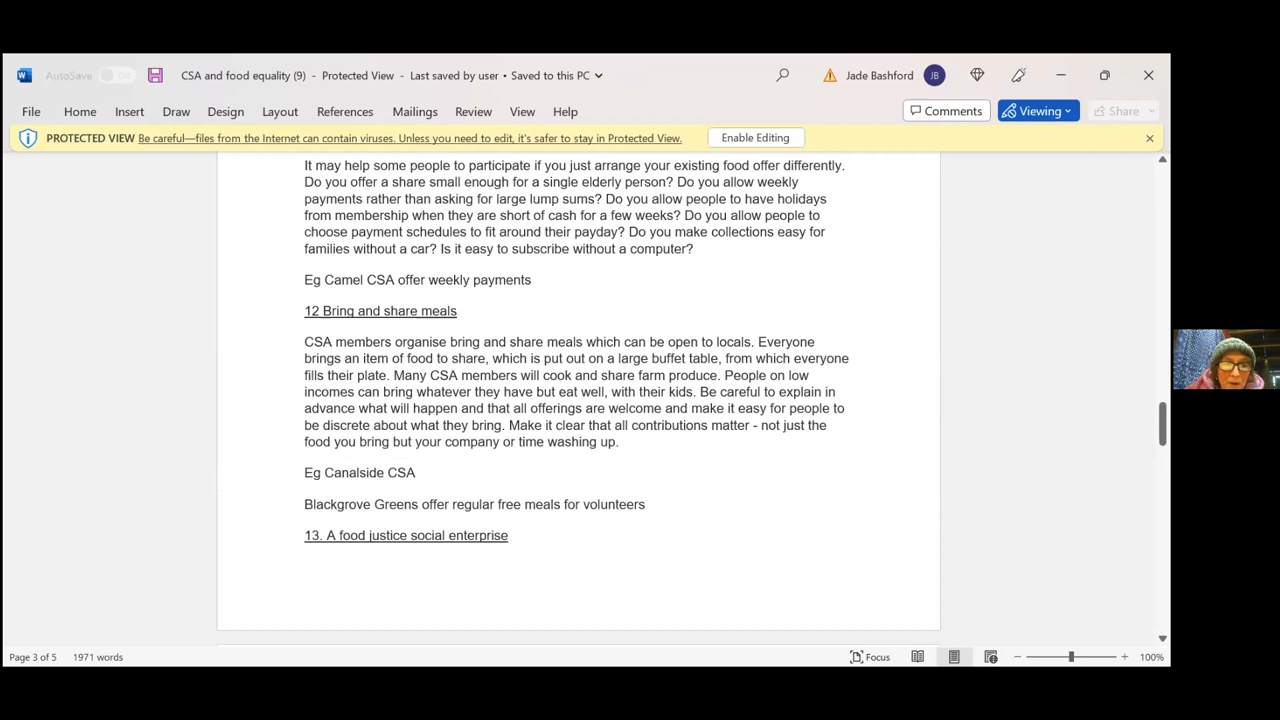 AutoSave Off CSA and food equality (9) - Protected View • Last saved by user • Saved to this PC Jade Bashford JB
File Home Insert Draw Design Layout References Mailings Review View Help Comments Viewing Share
PROTECTED VIEW Be careful—files from the Internet can contain viruses. Unless you need to edit, it's safer to stay in Protected View. Enable Editing
It may help some people to participate if you just arrange your existing food offer differently.
Do you offer a share small enough for a single elderly person? Do you allow weekly
payments rather than asking for large lump sums? Do you allow people to have holidays
from membership when they are short of cash for a few weeks? Do you allow people to
choose payment schedules to fit around their payday? Do you make collections easy for
families without a car? Is it easy to subscribe without a computer?
Eg Camel CSA offer weekly payments
12 Bring and share meals
CSA members organise bring and share meals which can be open to locals. Everyone
brings an item of food to share, which is put out on a large buffet table, from which everyone
fills their plate. Many CSA members will cook and share farm produce. People on low
incomes can bring whatever they have but eat well, with their kids. Be careful to explain in
advance what will happen and that all offerings are welcome and make it easy for people to
be discrete about what they bring. Make it clear that all contributions matter - not just the
food you bring but your company or time washing up.
Eg Canalside CSA
Blackgrove Greens offer regular free meals for volunteers
13. A food justice social enterprise
Page 3 of 5 1971 words Focus 100%